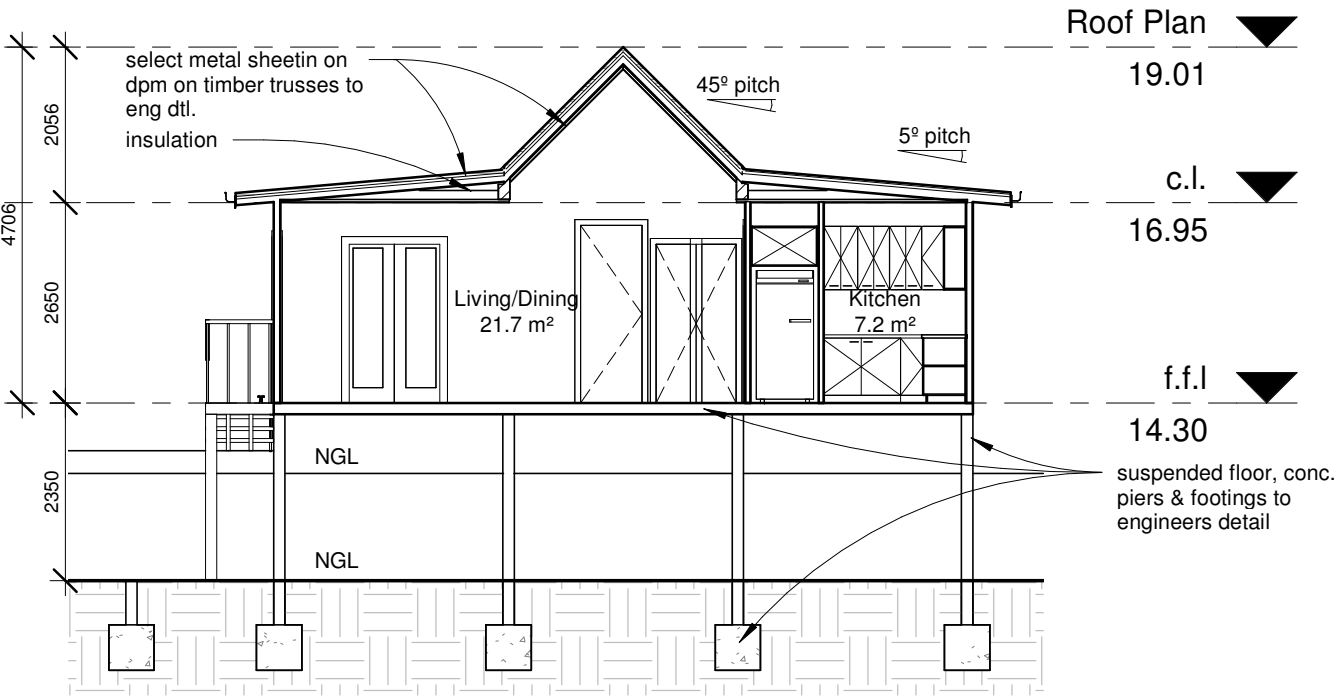 Roof Plan
19.01
select metal sheetin on
dpm on timber trusses to
eng dtl.
insulation
45º pitch
5º pitch
c.l.
16.95
2056
4706
2650
2350
Living/Dining
21.7 m²
Kitchen
7.2 m²
f.f.l
14.30
NGL
NGL
suspended floor, conc.
piers & footings to
engineers detail